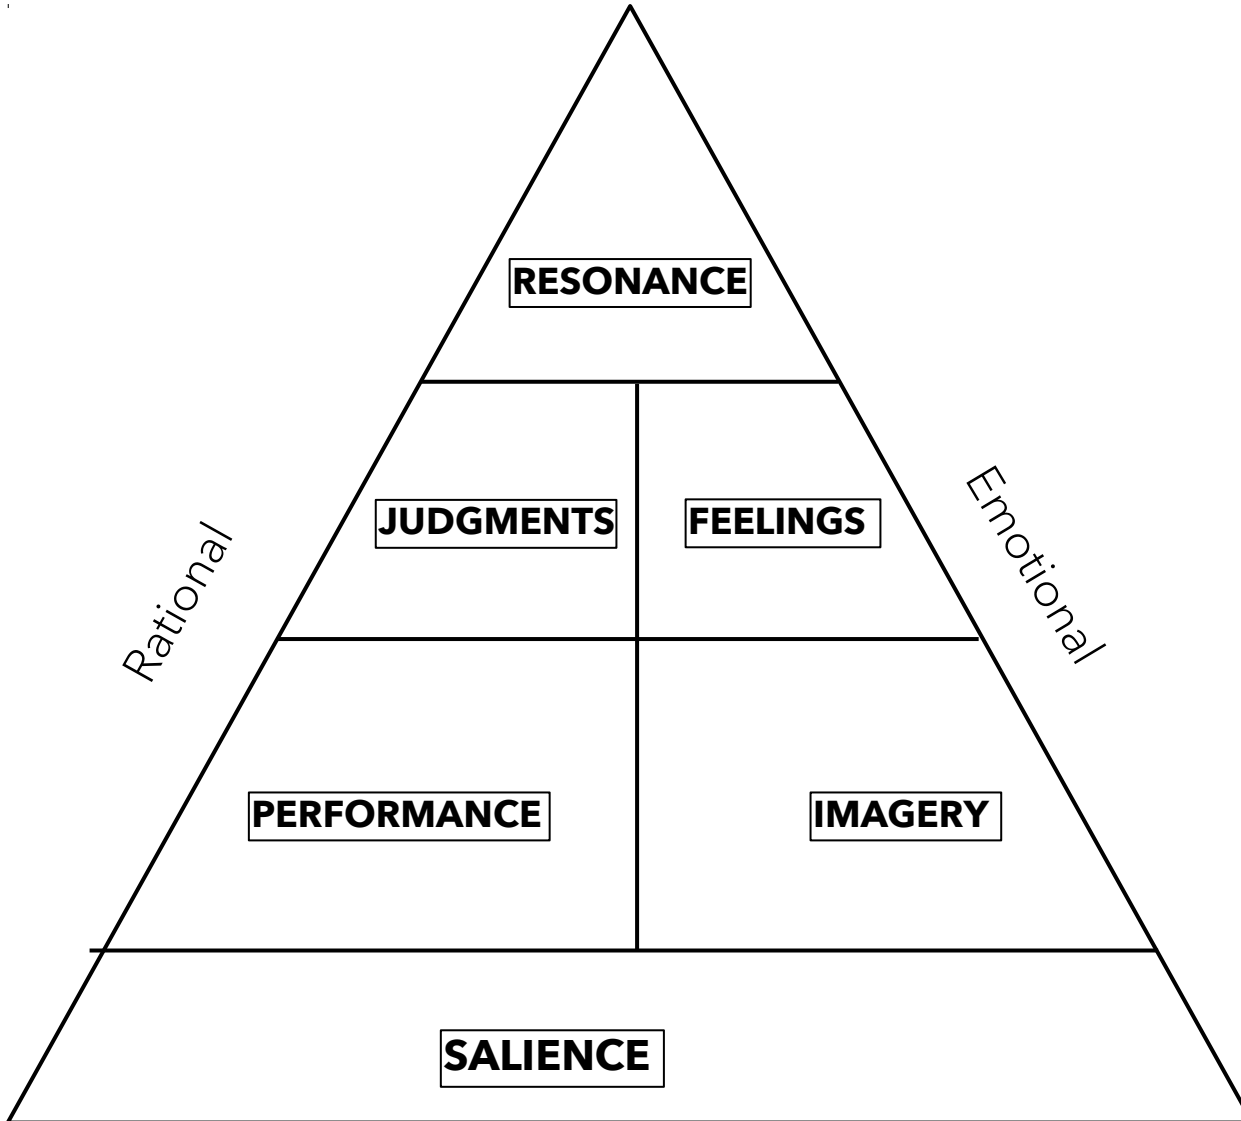 RESONANCE
JUDGMENTS
FEELINGS
Rational
Emotional
PERFORMANCE
IMAGERY
SALIENCE